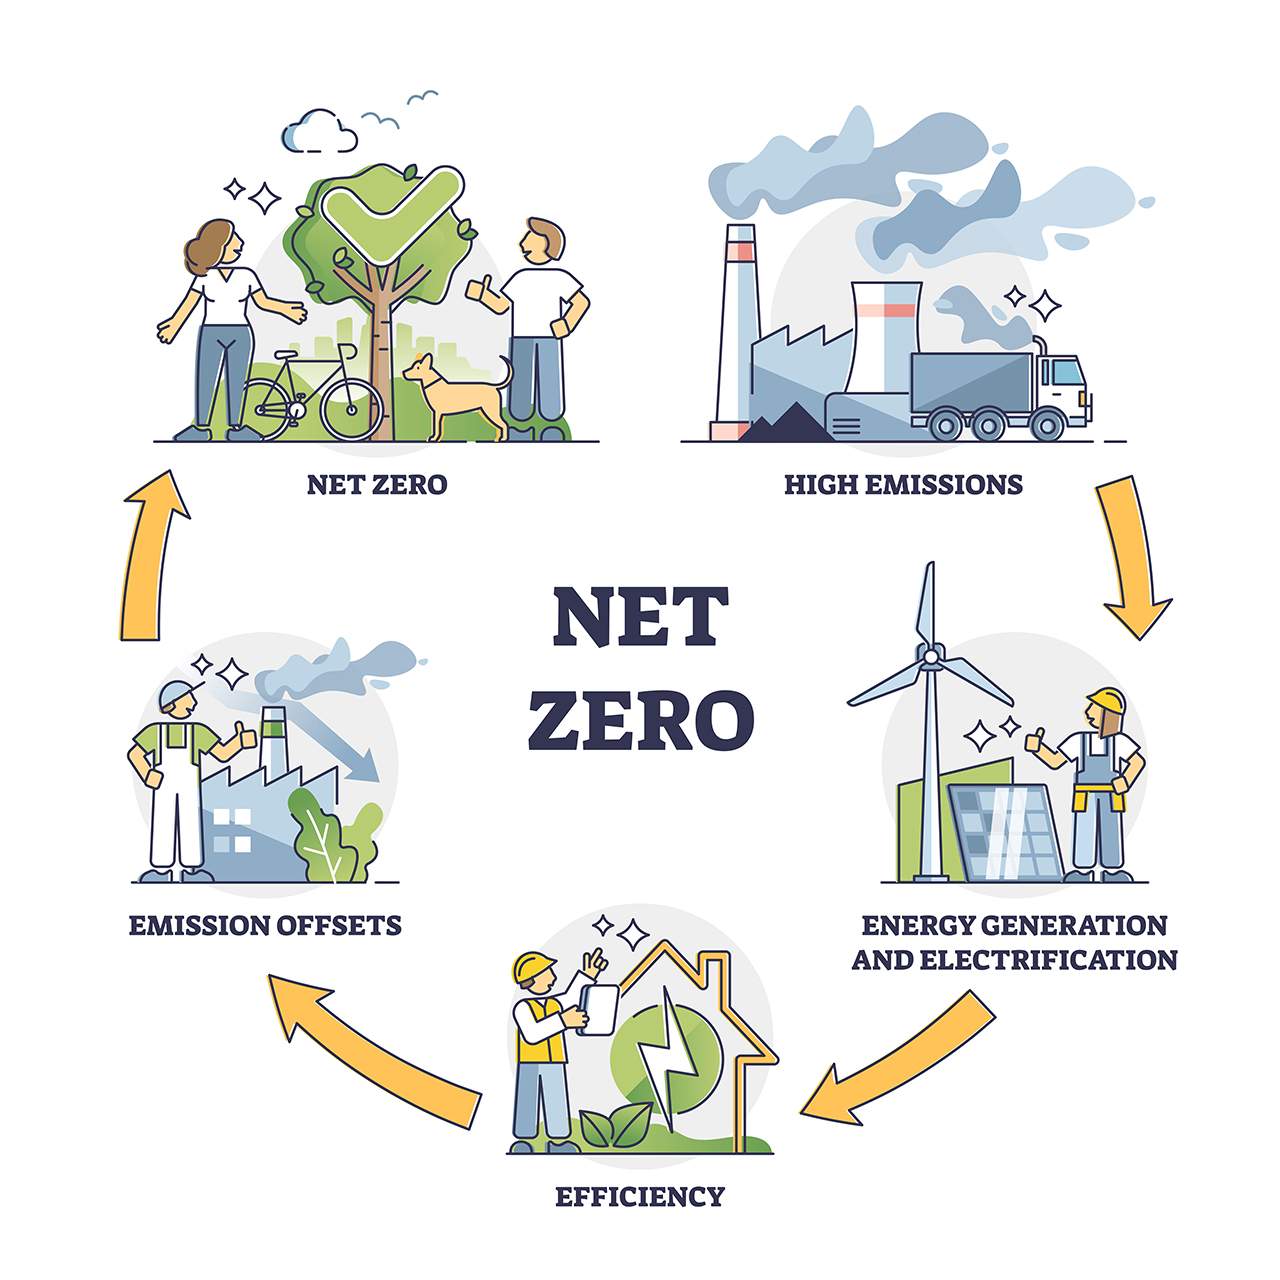 NET ZERO
HIGH EMISSIONS
NET
ZERO
EMISSION OFFSETS
ENERGY GENERATION
AND ELECTRIFICATION
EFFICIENCY